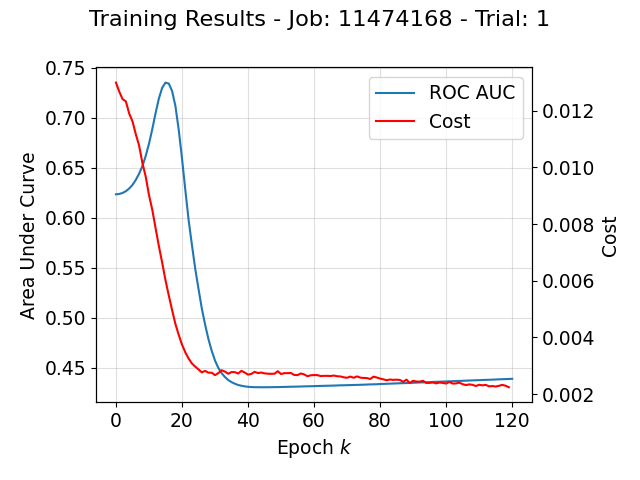 Training Results - Job: 11474168 - Trial: 1
0.75
0.70
0.65
0.60
0.55
0.50
0.45
Area Under Curve
ROC AUC
Cost
0.012
0.010
0.008
0.006
0.004
0.002
Cost
0 20 40 60 80 100 120
Epoch k